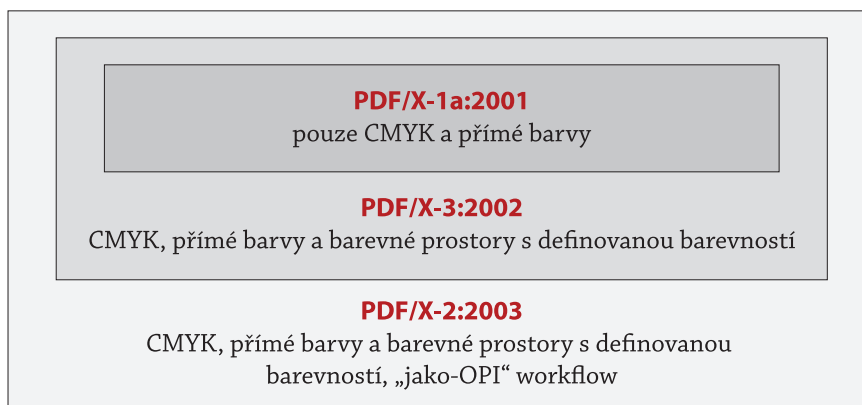 PDF/X-1a:2001
pouze CMYK a přímé barvy
PDF/X-3:2002
CMYK, přímé barvy a barevné prostory s definovanou barevností
PDF/X-2:2003
CMYK, přímé barvy a barevné prostory s definovanou
barevností, „jako-OPI“ workflow